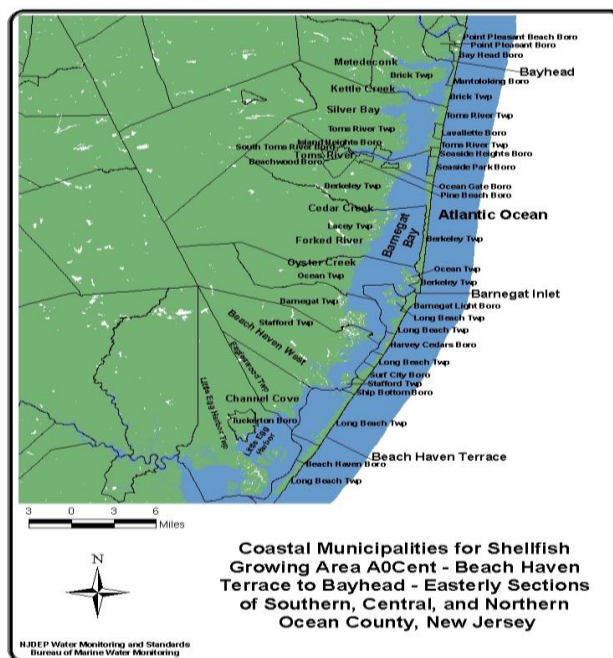 Point Pleasant Beach Boro
Point Pleasant Boro
Bay Head Boro
Metedeconk
Bayhead
Brick Twp
Mantoloking Boro
Kettle Creek
Brick Twp
Silver Bay
Toms River Twp
Toms River Twp
Lavallette Boro
Island Heights Boro
Toms River Twp
South Toms River Boro
Seaside Heights Boro
Toms River
Beachwood Boro
Seaside Park Boro
Berkeley Twp
Ocean Gate Boro
Pine Beach Boro
Cedar Creek
Atlantic Ocean
Lacey Twp
Barnegat
Bay
Forked River
Berkeley Twp
Oyster Creek
Ocean Twp
Ocean Twp
Berkeley Twp
Barnegat Inlet
Barnegat Twp
Barnegat Light Boro
Long Beach Twp
Stafford Twp
Long Beach Twp
Beach Haven West
Harvey Cedars Boro
Eagleswood Twp
Long Beach Twp
Surf City Boro
Stafford Twp
Little Egg Harbor Twp
Channel Cove
Ship Bottom Boro
Tuckerton Boro
Long Beach Twp
Little Egg
Harbor
Beach Haven Terrace
Beach Haven Boro
Long Beach Twp
3 0 3 6
Miles
N
Coastal Municipalities for Shellfish
Growing Area A0Cent - Beach Haven
Terrace to Bayhead - Easterly Sections
of Southern, Central, and Northern
Ocean County, New Jersey
NJDEP Water Monitoring and Standards
Bureau of Marine Water Monitoring